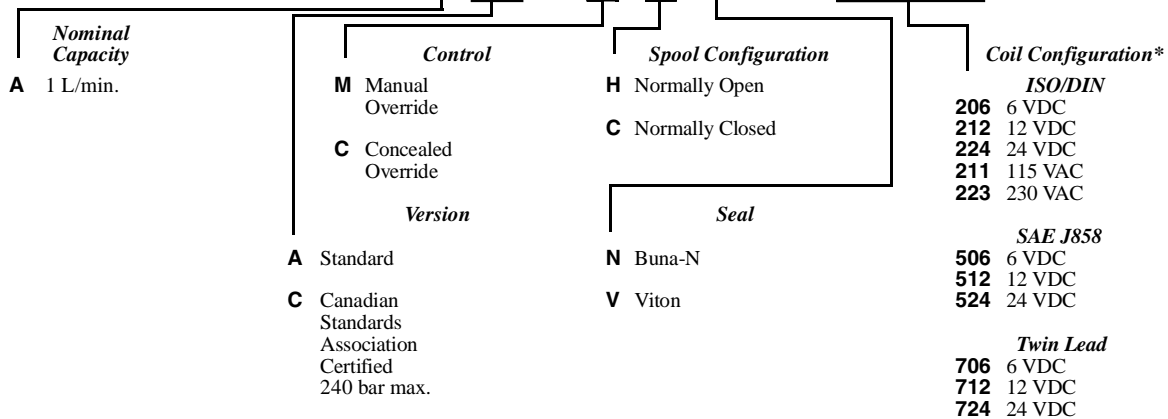 Nominal
Capacity
A 1 L/min.
Control
M Manual
Override
C Concealed
Override
Version
A Standard
C Canadian
Standards
Association
Certified
240 bar max.
Spool Configuration
H Normally Open
C Normally Closed
Seal
N Buna-N
V Viton
Coil Configuration*
ISO/DIN
206 6 VDC
212 12 VDC
224 24 VDC
211 115 VAC
223 230 VAC
SAE J858
506 6 VDC
512 12 VDC
524 24 VDC
Twin Lead
706 6 VDC
712 12 VDC
724 24 VDC